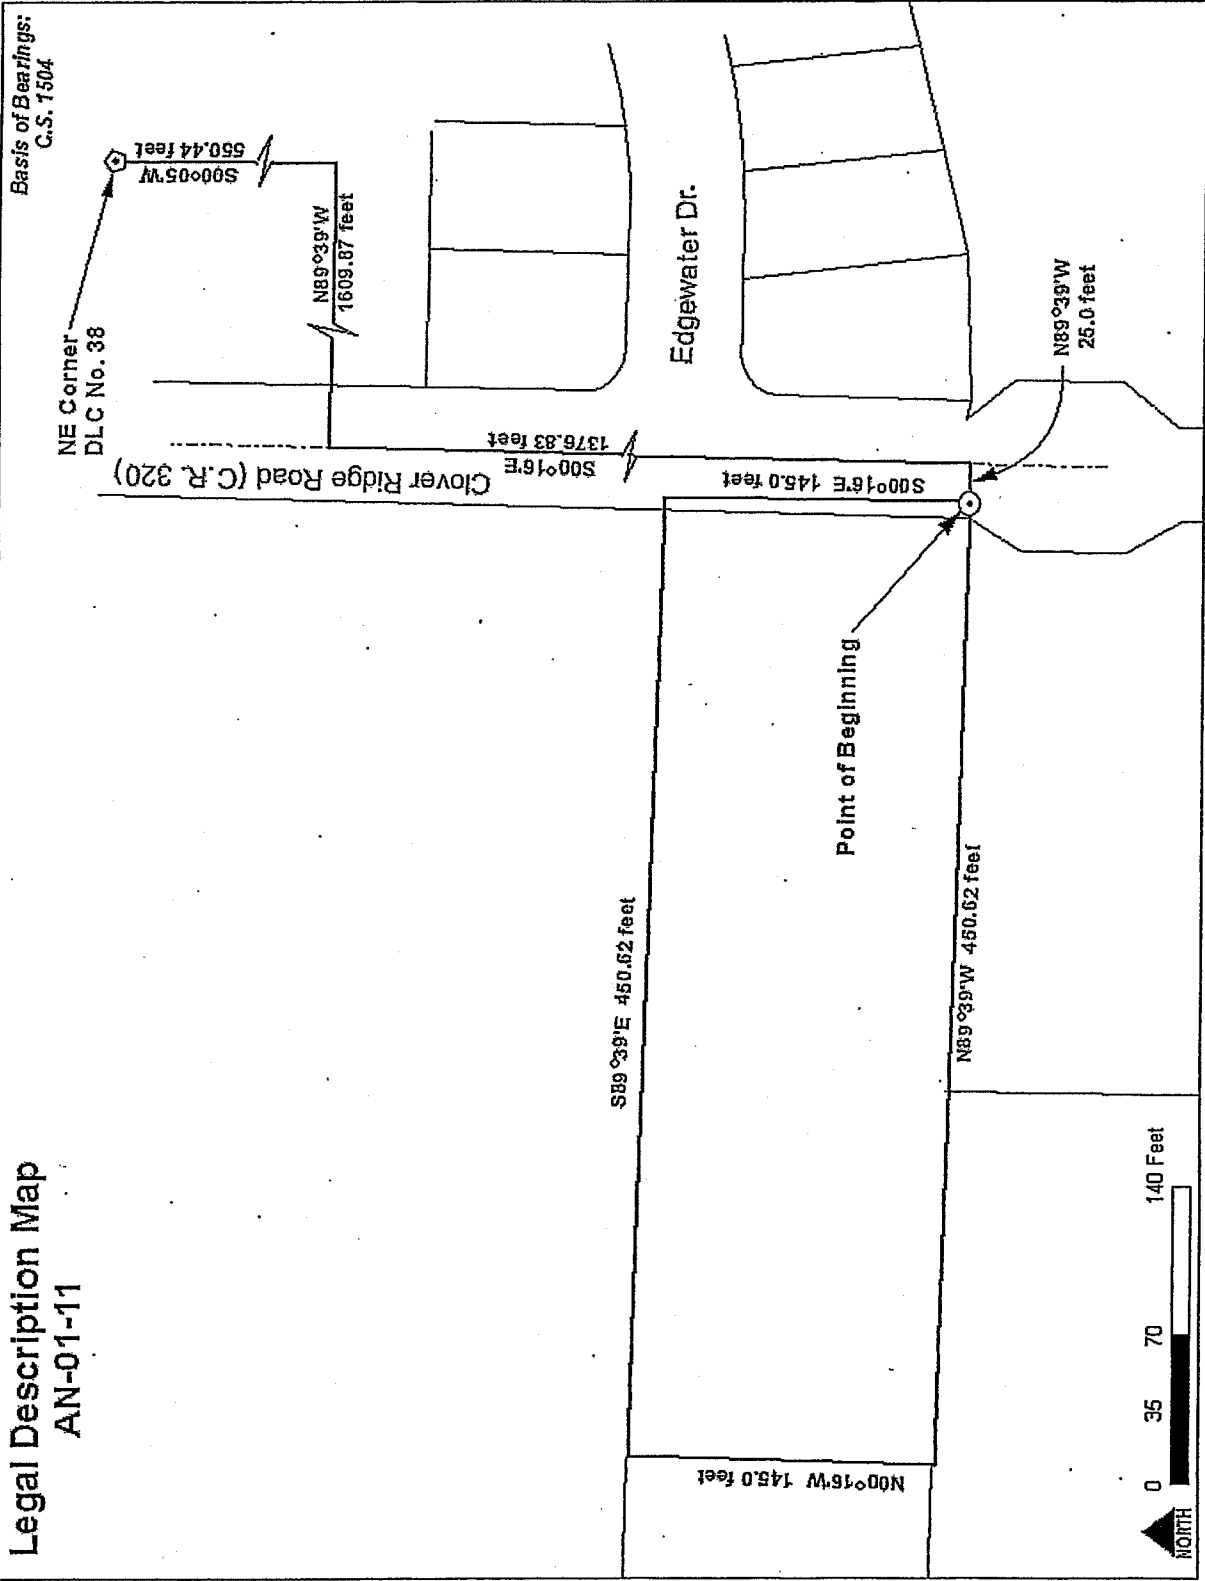 Legal Description Map
AN-01-11
Basis of Bearings:
C.S. 1504
NE Corner
DLC No. 38
S00°05'W
550.44 feet
N89°39'W
1609.87 feet
Clover Ridge Road (C.R. 320)
S00°16'E
1376.83 feet
Edgewater Dr.
S00°16'E 145.0 feet
N89°39'W
25.0 feet
Point of Beginning
S89°39'E 450.62 feet
N89°39'W 450.62 feet
N00°16'W 145.0 feet
0 35 70 140 Feet
NORTH